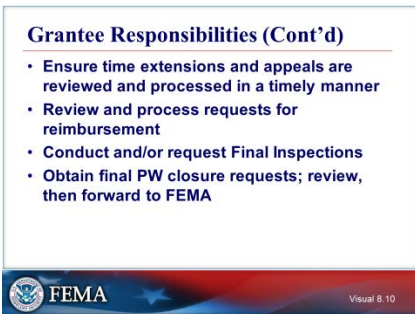 Grantee Responsibilities (Cont'd)
• Ensure time extensions and appeals are
reviewed and processed in a timely manner
• Review and process requests for
reimbursement
• Conduct and/or request Final Inspections
• Obtain final PW closure requests; review,
then forward to FEMA
FEMA
Visual 8.10